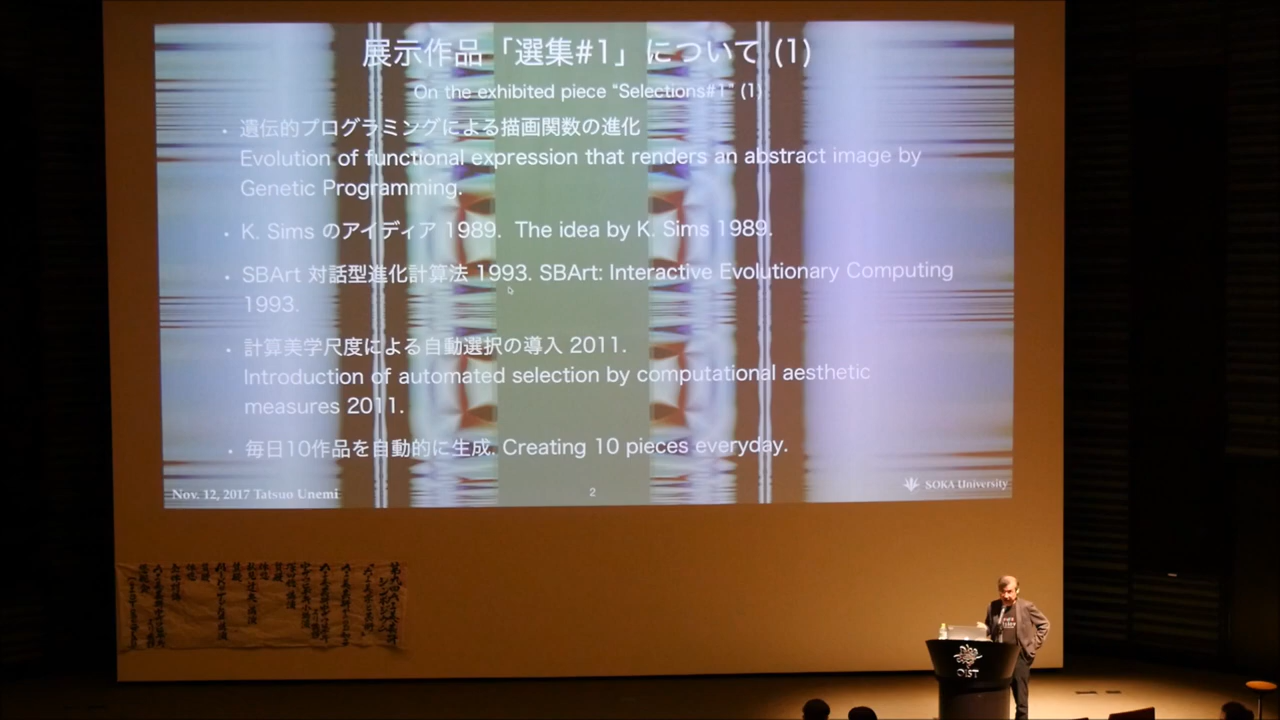 展示作品「選集#1」について (1)
On the exhibited piece “Selections#1” (1)
• 遺伝的プログラミングによる描画関数の進化
Evolution of functional expression that renders an abstract image by
Genetic Programming.
• K. Sims のアイディア 1989. The idea by K. Sims 1989.
• SBArt 対話型進化計算法 1993. SBArt: Interactive Evolutionary Computing
1993.
• 計算美学尺度による自動選択の導入 2011.
Introduction of automated selection by computational aesthetic
measures 2011.
• 毎日10作品を自動的に生成. Creating 10 pieces everyday.
Nov. 12, 2017 Tatsuo Unemi
2
SOKA University
OIST